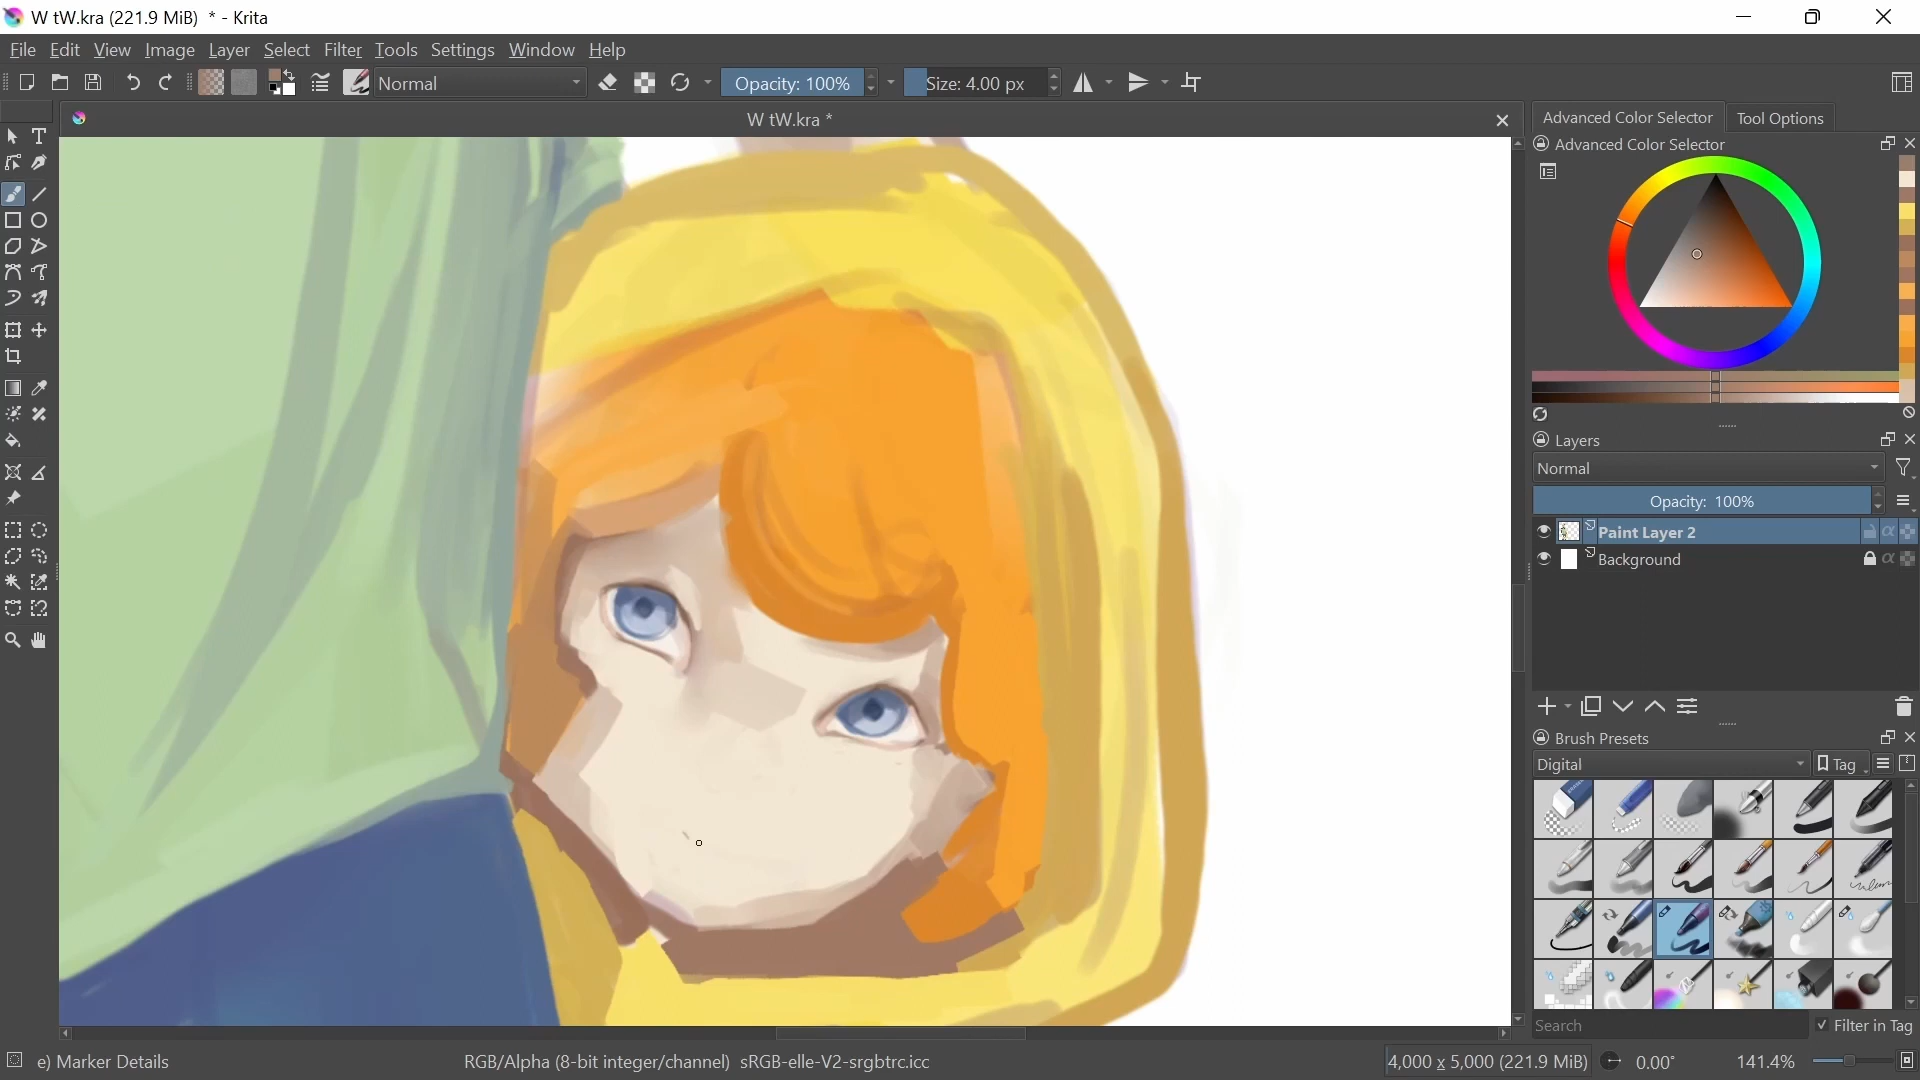 W tW.kra (221.9 MiB) * - Krita
File Edit View Image Layer Select Filter Tools Settings Window Help
Normal Opacity: 100% Size: 4.00 px
W tW.kra *
Advanced Color Selector Tool Options
Advanced Color Selector
Layers
Normal
Opacity: 100%
Paint Layer 2
Background
Brush Presets
Digital Tag
Search Filter in Tag
e) Marker Details RGB/Alpha (8-bit integer/channel) sRGB-elle-V2-srgbtrc.icc 4,000 x 5,000 (221.9 MiB) 0.00° 141.4%